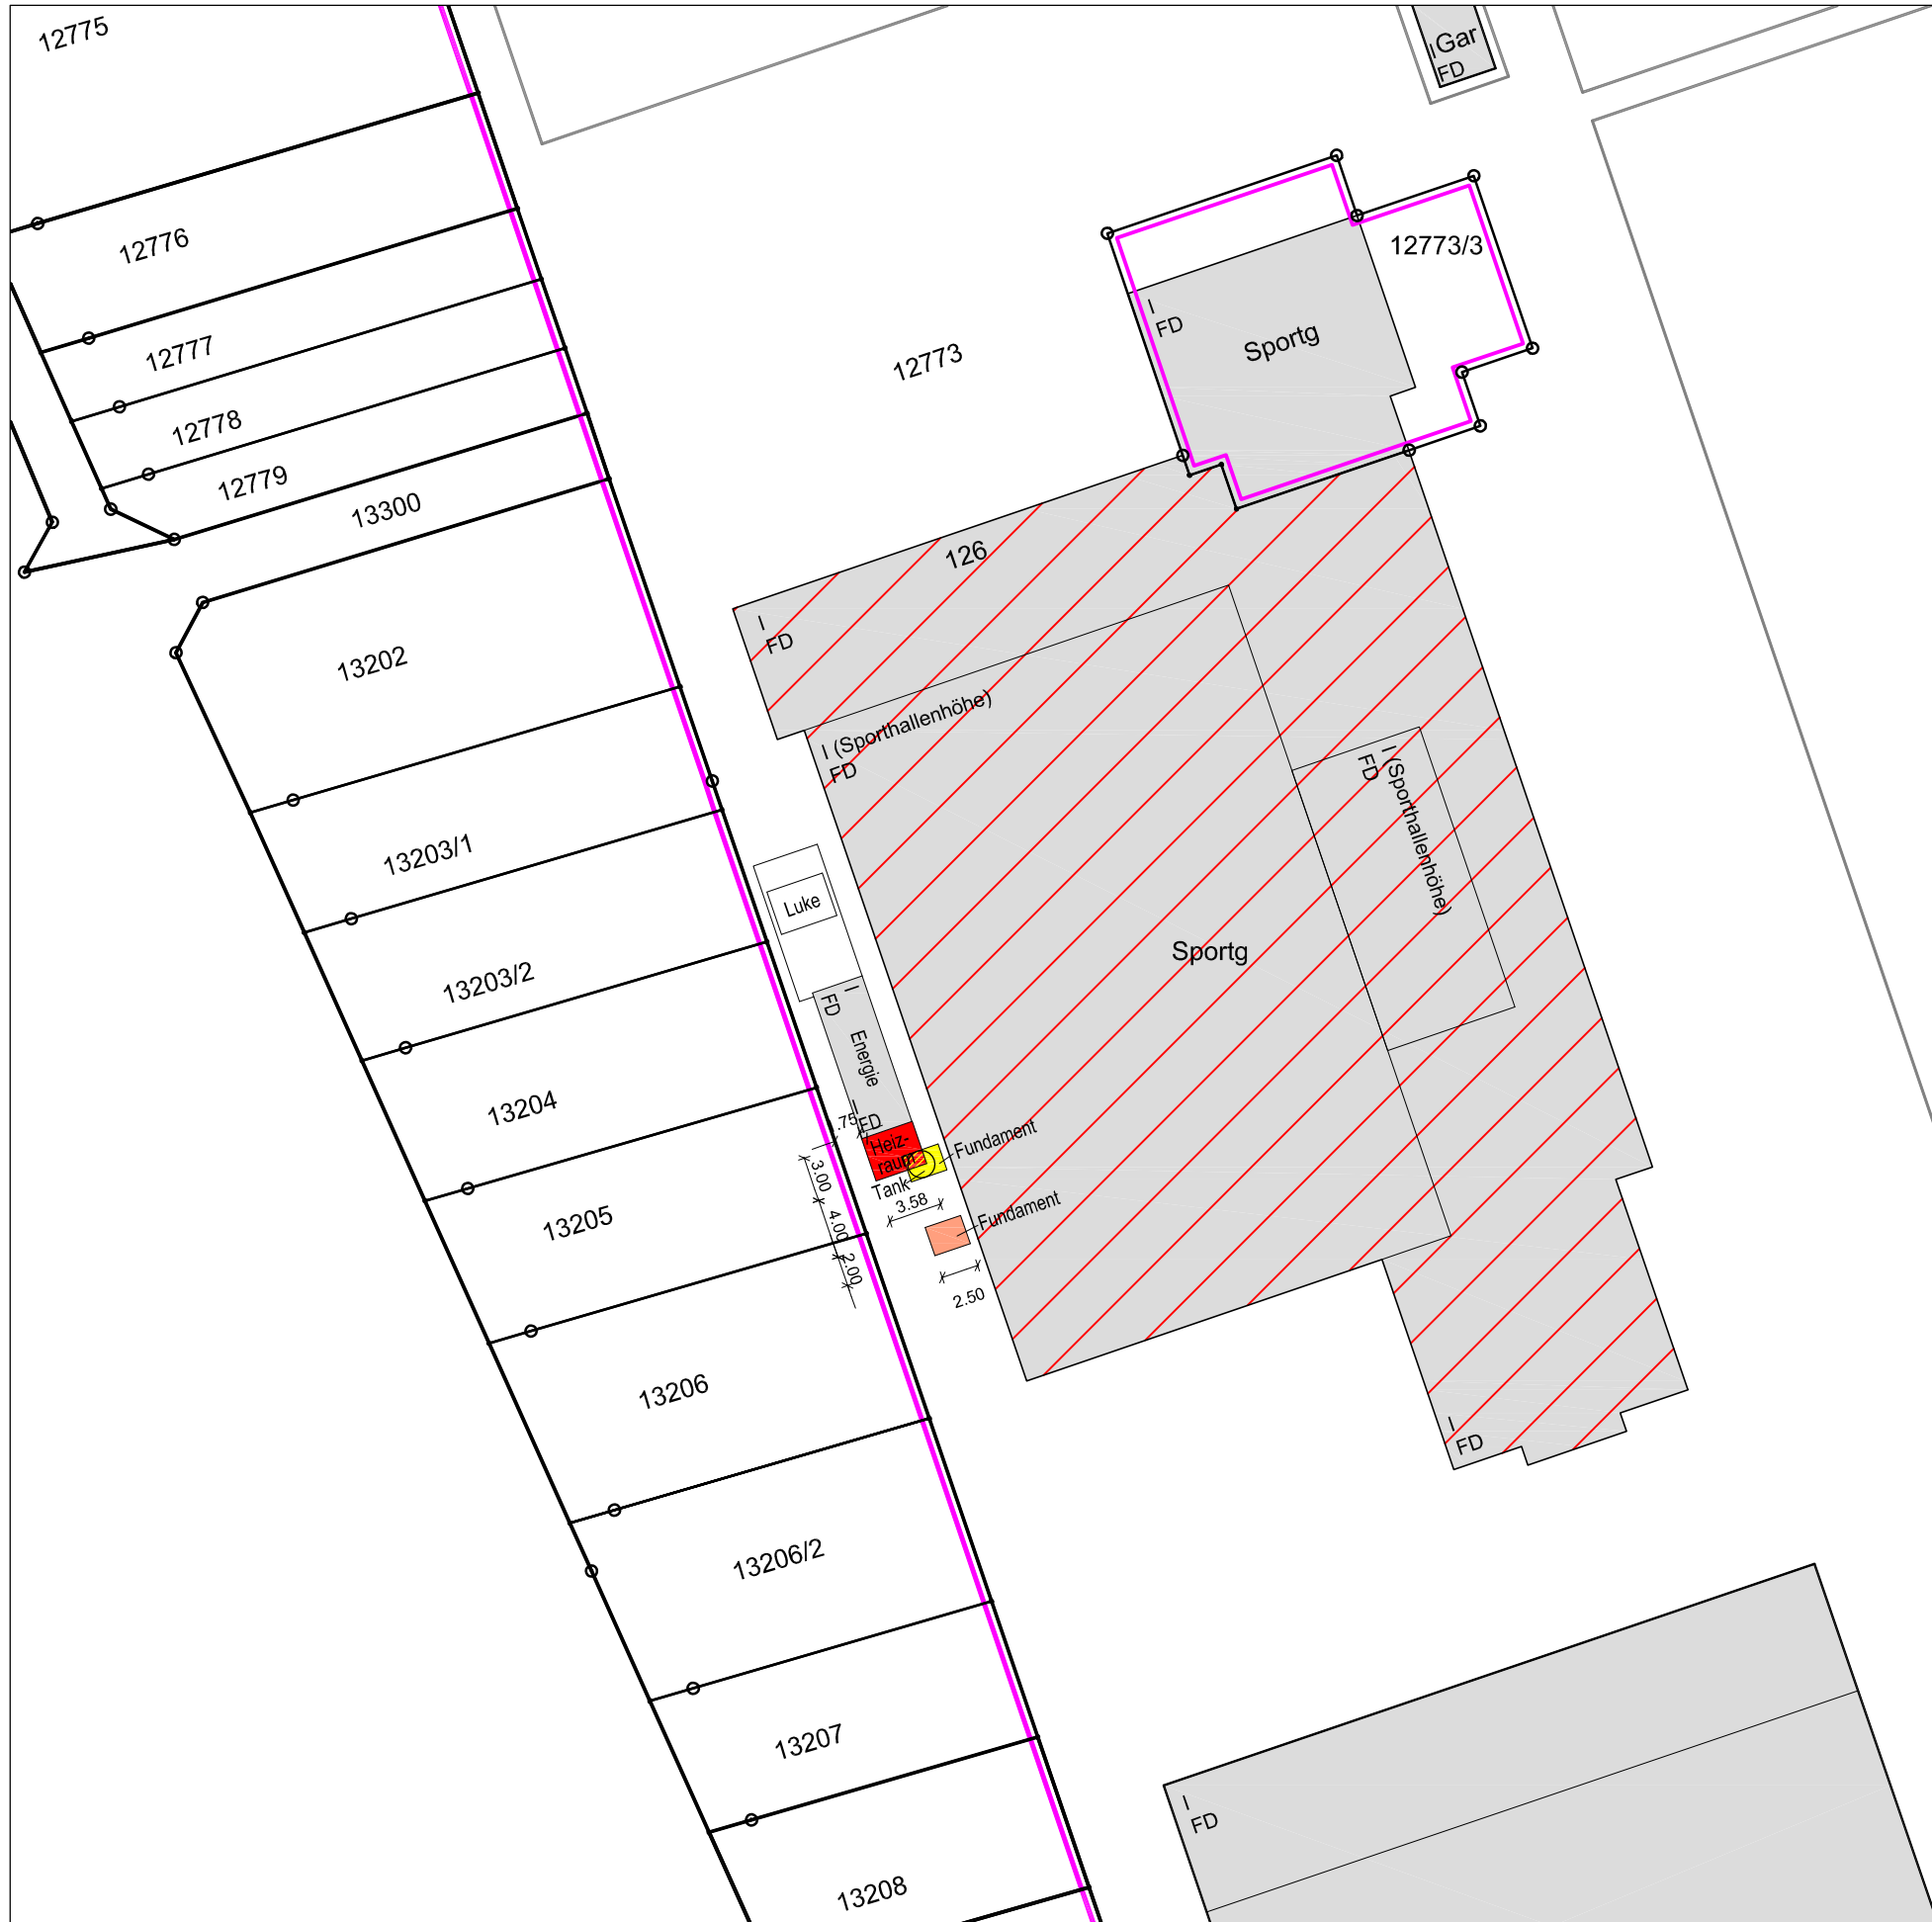 12775
Gar
I
FD
12776
12773/3
12777
I
FD
Sportg
12773
12778
12779
13300
126
I
FD
13202
I (Sporthallenhöhe)
FD
I (Sporthallenhöhe)
FD
13203/1
Luke
Sportg
13203/2
I
FD
Energie
13204
I
FD
.75
Heiz-
raum
Fundament
Tank
3.00
3.58
4.00
Fundament
13205
2.00
2.50
13206
I
FD
13206/2
13207
I
FD
13208